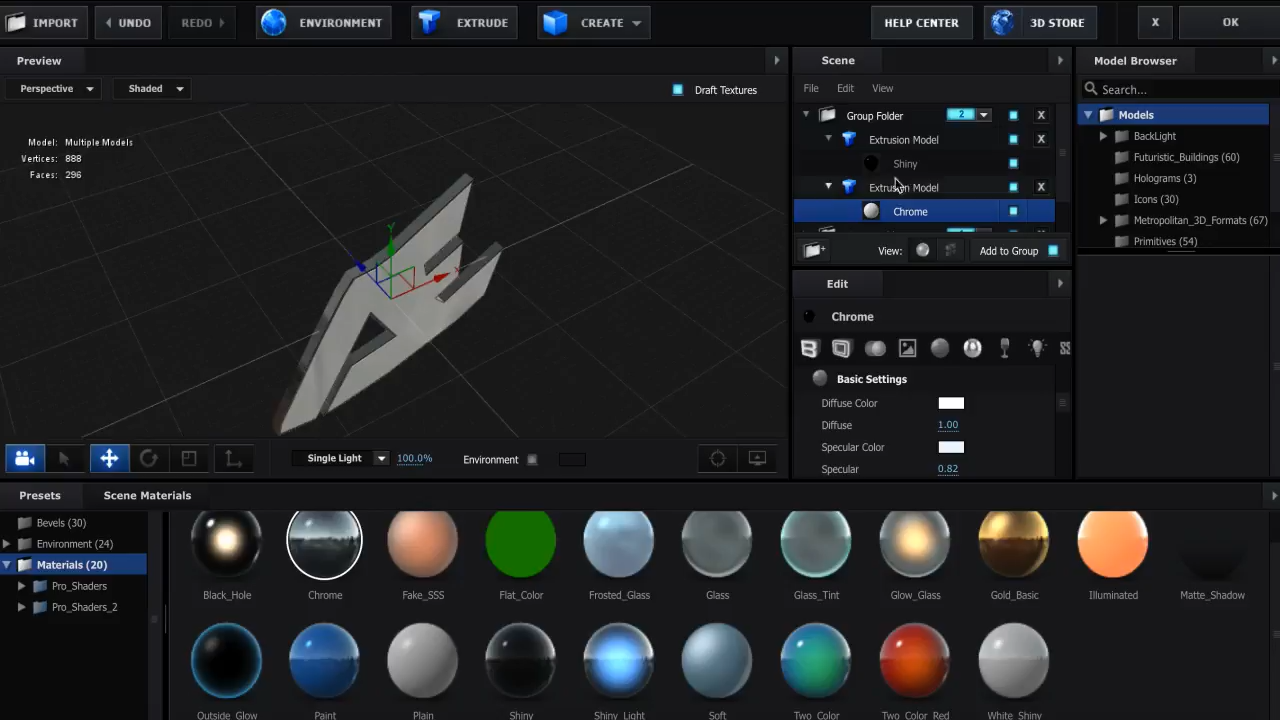 IMPORT
UNDO
REDO
ENVIRONMENT
EXTRUDE
CREATE
HELP CENTER
3D STORE
X
OK
Preview
Perspective
Shaded
Draft Textures
Model: Multiple Models
Vertices: 888
Faces: 296
Y
X
Single Light
100.0%
Environment
Scene
File Edit View
Group Folder 2 X
Extrusion Model X
Shiny
Extrusion Model X
Chrome
View:
Add to Group
Edit
Chrome
Basic Settings
Diffuse Color
Diffuse 1.00
Specular Color
Specular 0.82
Model Browser
Search...
Models
BackLight
Futuristic_Buildings (60)
Holograms (3)
Icons (30)
Metropolitan_3D_Formats (67)
Primitives (54)
Presets
Scene Materials
Bevels (30)
Environment (24)
Materials (20)
Pro_Shaders
Pro_Shaders_2
Black_Hole Chrome Fake_SSS Flat_Color Frosted_Glass Glass Glass_Tint Glow_Glass Gold_Basic Illuminated Matte_Shadow
Outside_Glow Paint Plain Shiny Shiny_Light Soft Two_Color Two_Color_Red White_Shiny